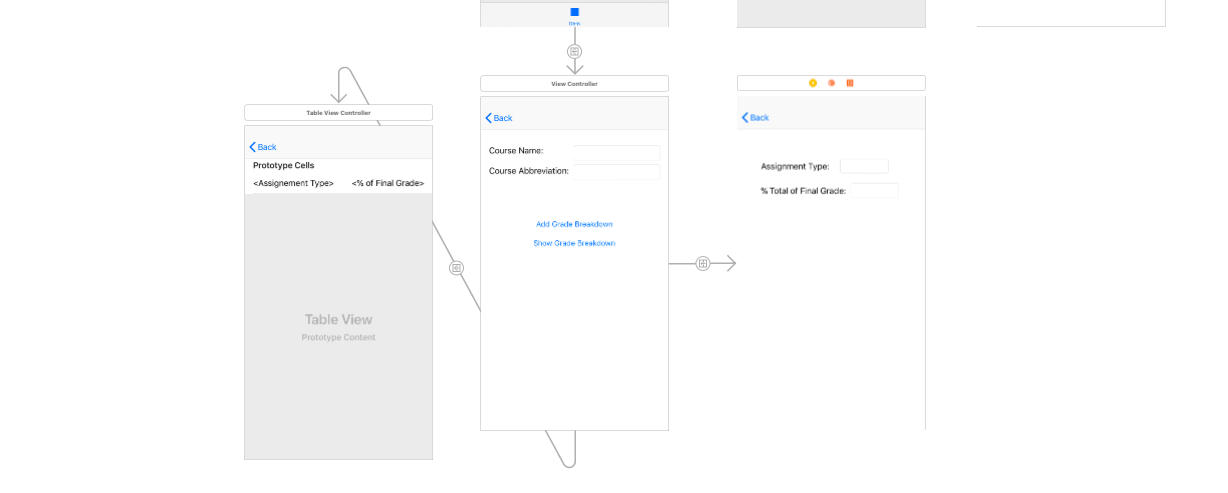 Item
View Controller
Table View Controller
Back
Prototype Cells
<Assignement Type> <% of Final Grade>
Table View
Prototype Content
Back
Course Name:
Course Abbreviation:
Add Grade Breakdown
Show Grade Breakdown
Back
Assignment Type:
% Total of Final Grade: